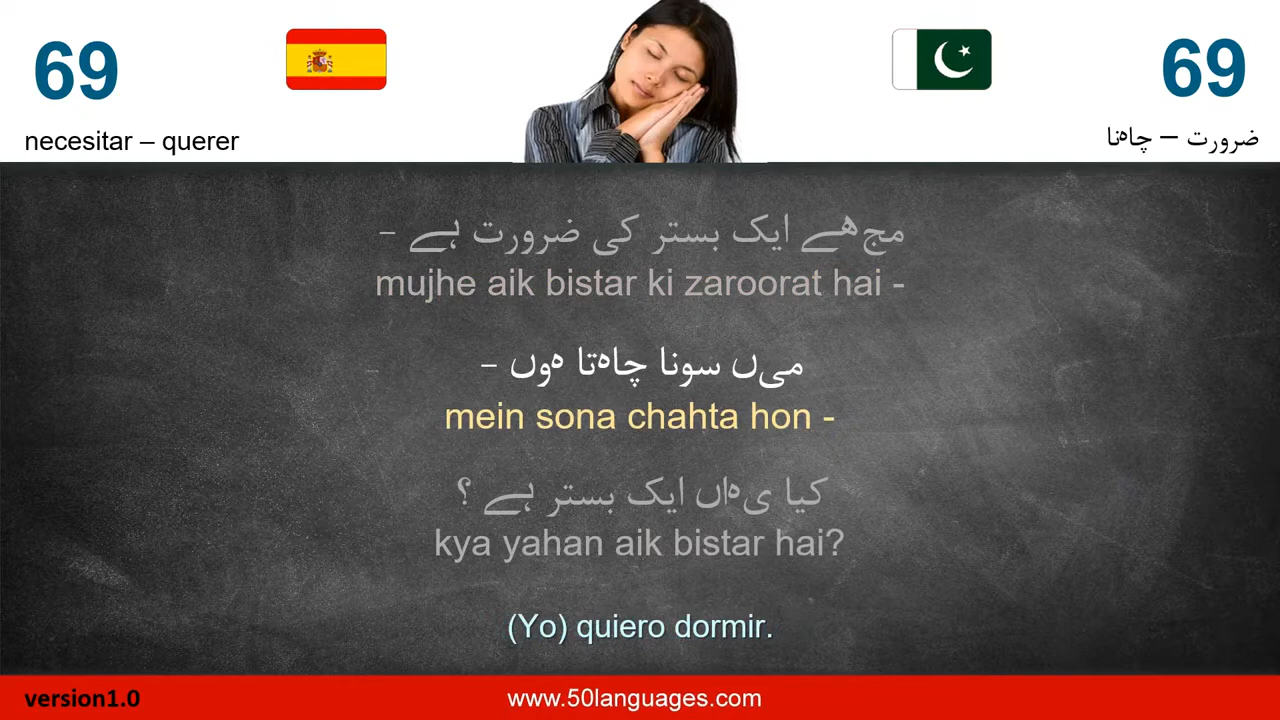 69
69
necesitar – querer
ضرورت – چاہنا
مجھے ایک بستر کی ضرورت ہے -
mujhe aik bistar ki zaroorat hai -
میں سونا چاہتا ہوں -
mein sona chahta hon -
کیا یہاں ایک بستر ہے ؟
kya yahan aik bistar hai?
(Yo) quiero dormir.
version1.0
www.50languages.com